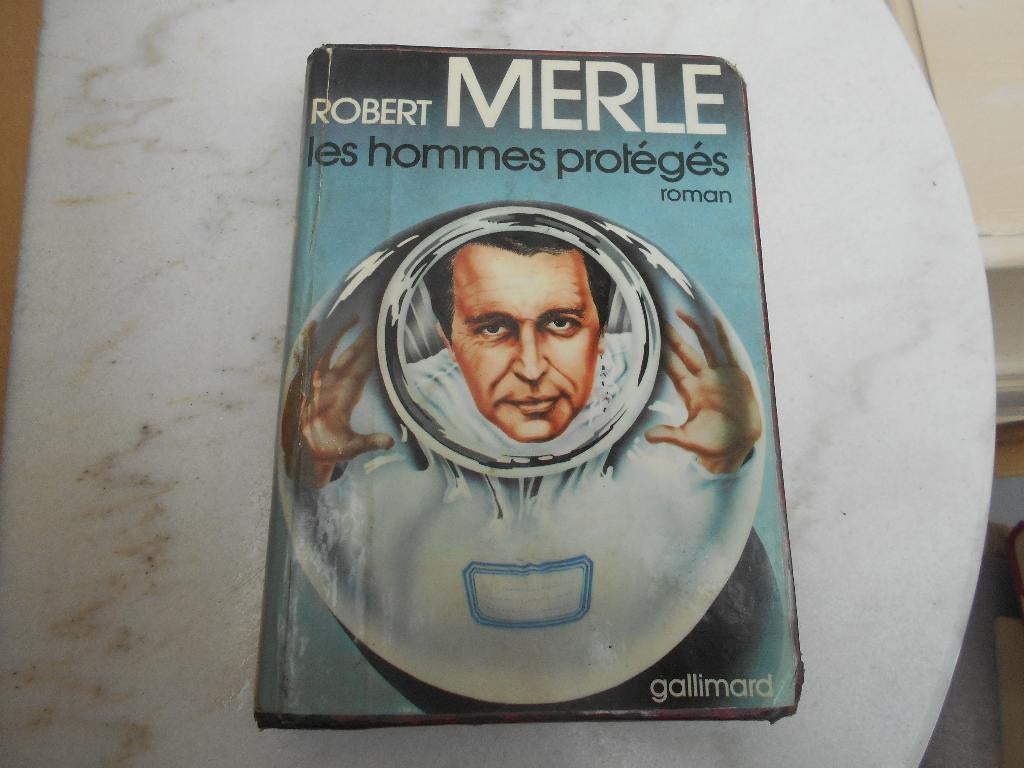 ROBERT MERLE
les hommes protégés
roman
gallimard